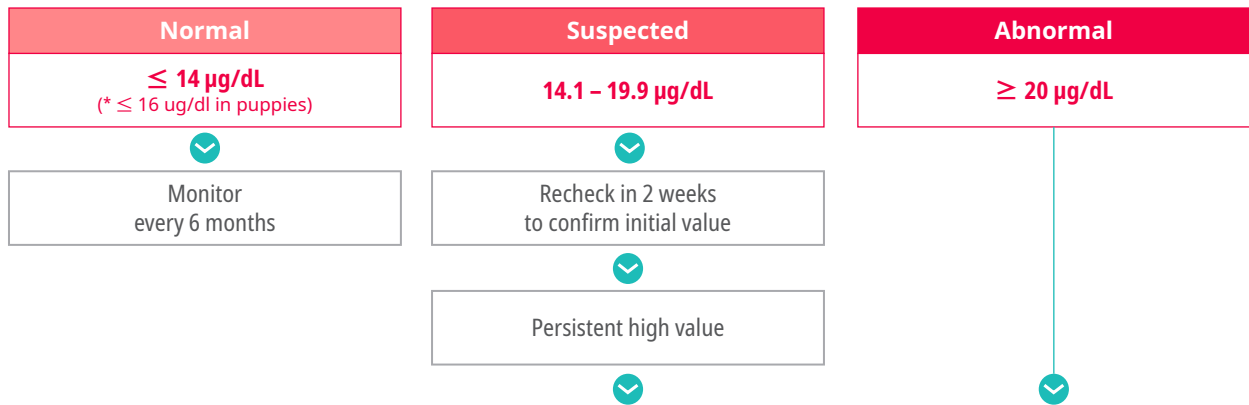 Normal
≤ 14 µg/dL
(* ≤ 16 ug/dl in puppies)
Monitor
every 6 months
Suspected
14.1 – 19.9 µg/dL
Recheck in 2 weeks
to confirm initial value
Persistent high value
Abnormal
≥ 20 µg/dL